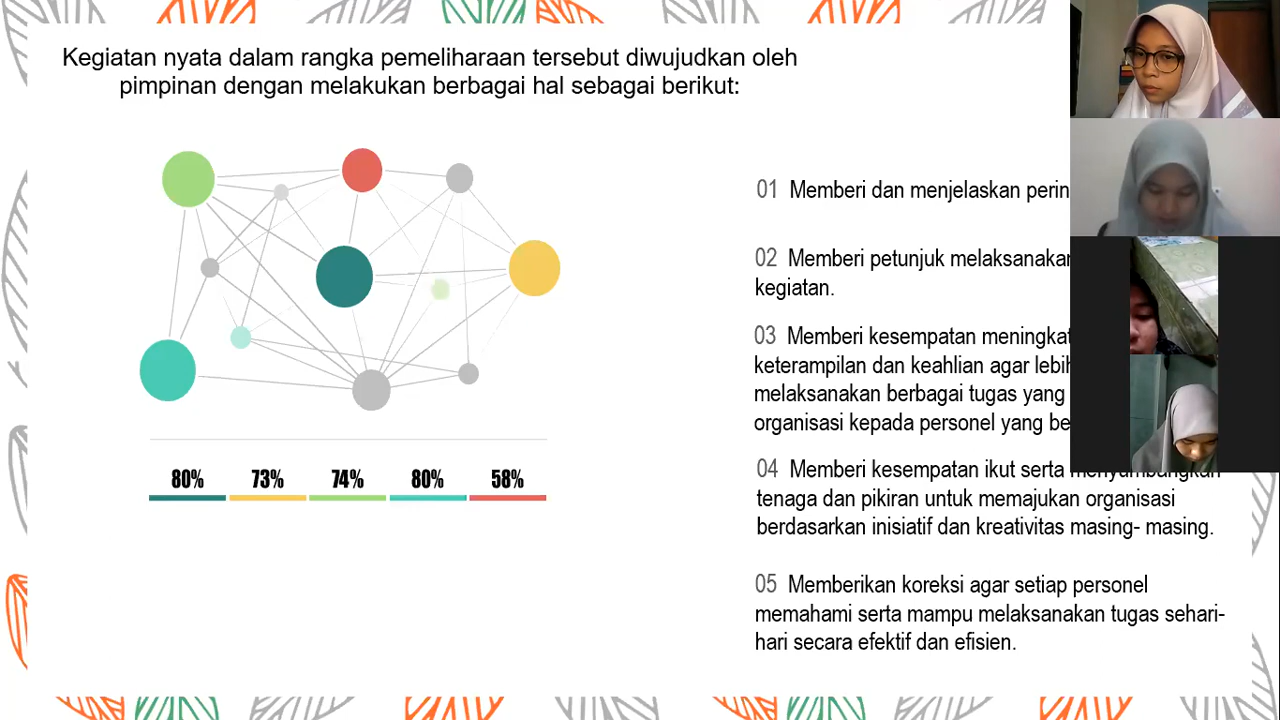 Kegiatan nyata dalam rangka pemeliharaan tersebut diwujudkan oleh
pimpinan dengan melakukan berbagai hal sebagai berikut:
01 Memberi dan menjelaskan perin
02 Memberi petunjuk melaksanakan
kegiatan.
03 Memberi kesempatan meningkat
keterampilan dan keahlian agar lebih
melaksanakan berbagai tugas yang
organisasi kepada personel yang be
04 Memberi kesempatan ikut serta menyumbangkan
tenaga dan pikiran untuk memajukan organisasi
berdasarkan inisiatif dan kreativitas masing- masing.
05 Memberikan koreksi agar setiap personel
memahami serta mampu melaksanakan tugas sehari-
hari secara efektif dan efisien.
80% 73% 74% 80% 58%